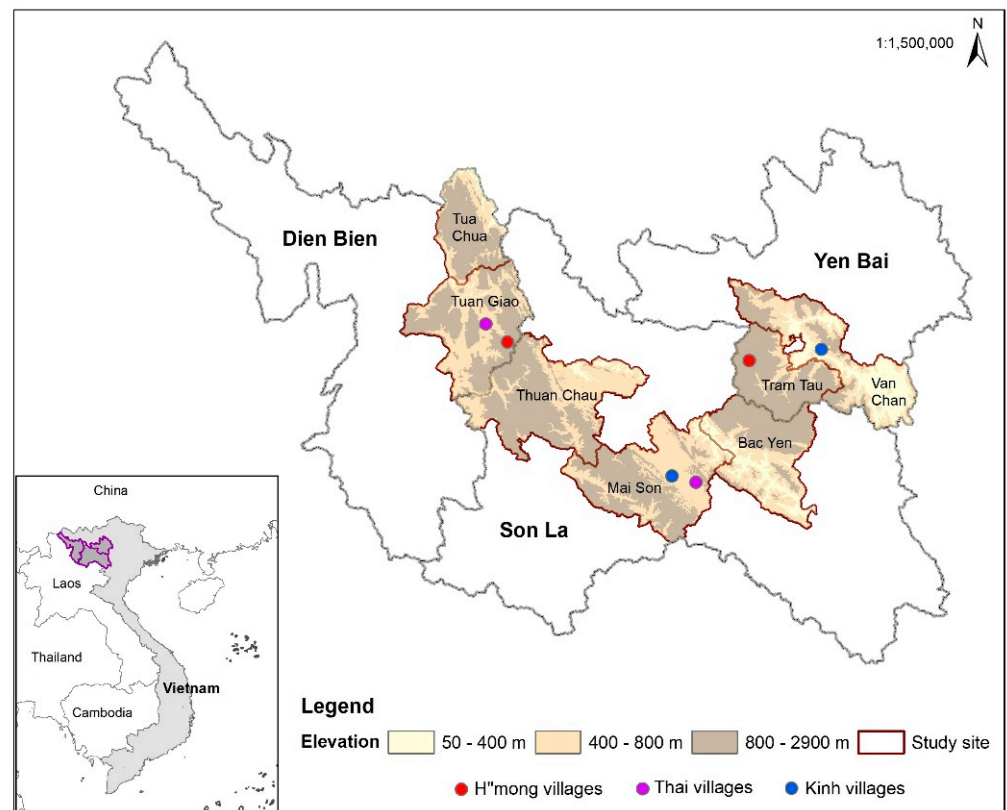 N
1:1,500,000
Tua
Chua
Dien Bien
Yen Bai
Tuan Giao
Thuan Chau
Tram Tau
Van
Chan
Bac Yen
Mai Son
Son La
China
Laos
Thailand
Vietnam
Cambodia
Legend
Elevation 50 - 400 m 400 - 800 m 800 - 2900 m Study site
H"mong villages Thai villages Kinh villages